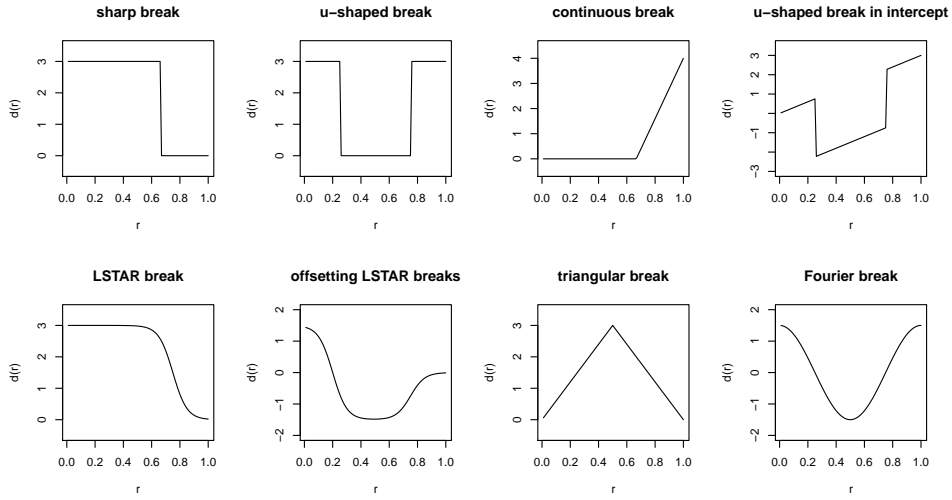 sharp break
u−shaped break
continuous break
u−shaped break in intercept
d(r)
3
2
1
0
0.0 0.2 0.4 0.6 0.8 1.0
r
d(r)
3
2
1
0
0.0 0.2 0.4 0.6 0.8 1.0
r
d(r)
4
3
2
1
0
0.0 0.2 0.4 0.6 0.8 1.0
r
d(r)
3
1
−1
−3
0.0 0.2 0.4 0.6 0.8 1.0
r
LSTAR break
offsetting LSTAR breaks
triangular break
Fourier break
d(r)
3
2
1
0
0.0 0.2 0.4 0.6 0.8 1.0
r
d(r)
2
1
0
−1
−2
0.0 0.2 0.4 0.6 0.8 1.0
r
d(r)
3
2
1
0
0.0 0.2 0.4 0.6 0.8 1.0
r
d(r)
2
1
0
−1
−2
0.0 0.2 0.4 0.6 0.8 1.0
r